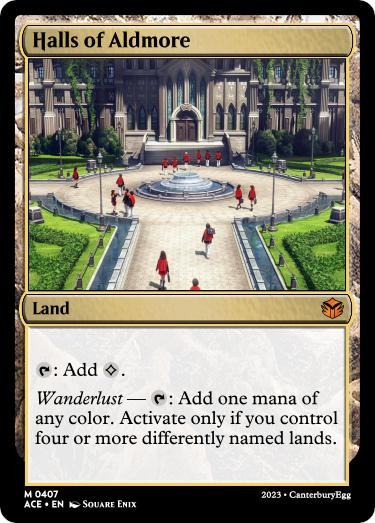 Halls of Aldmore
Land
: Add .
Wanderlust — : Add one mana of
any color. Activate only if you control
four or more differently named lands.
M 0407
ACE • EN Square Enix
2023 • CanterburyEgg